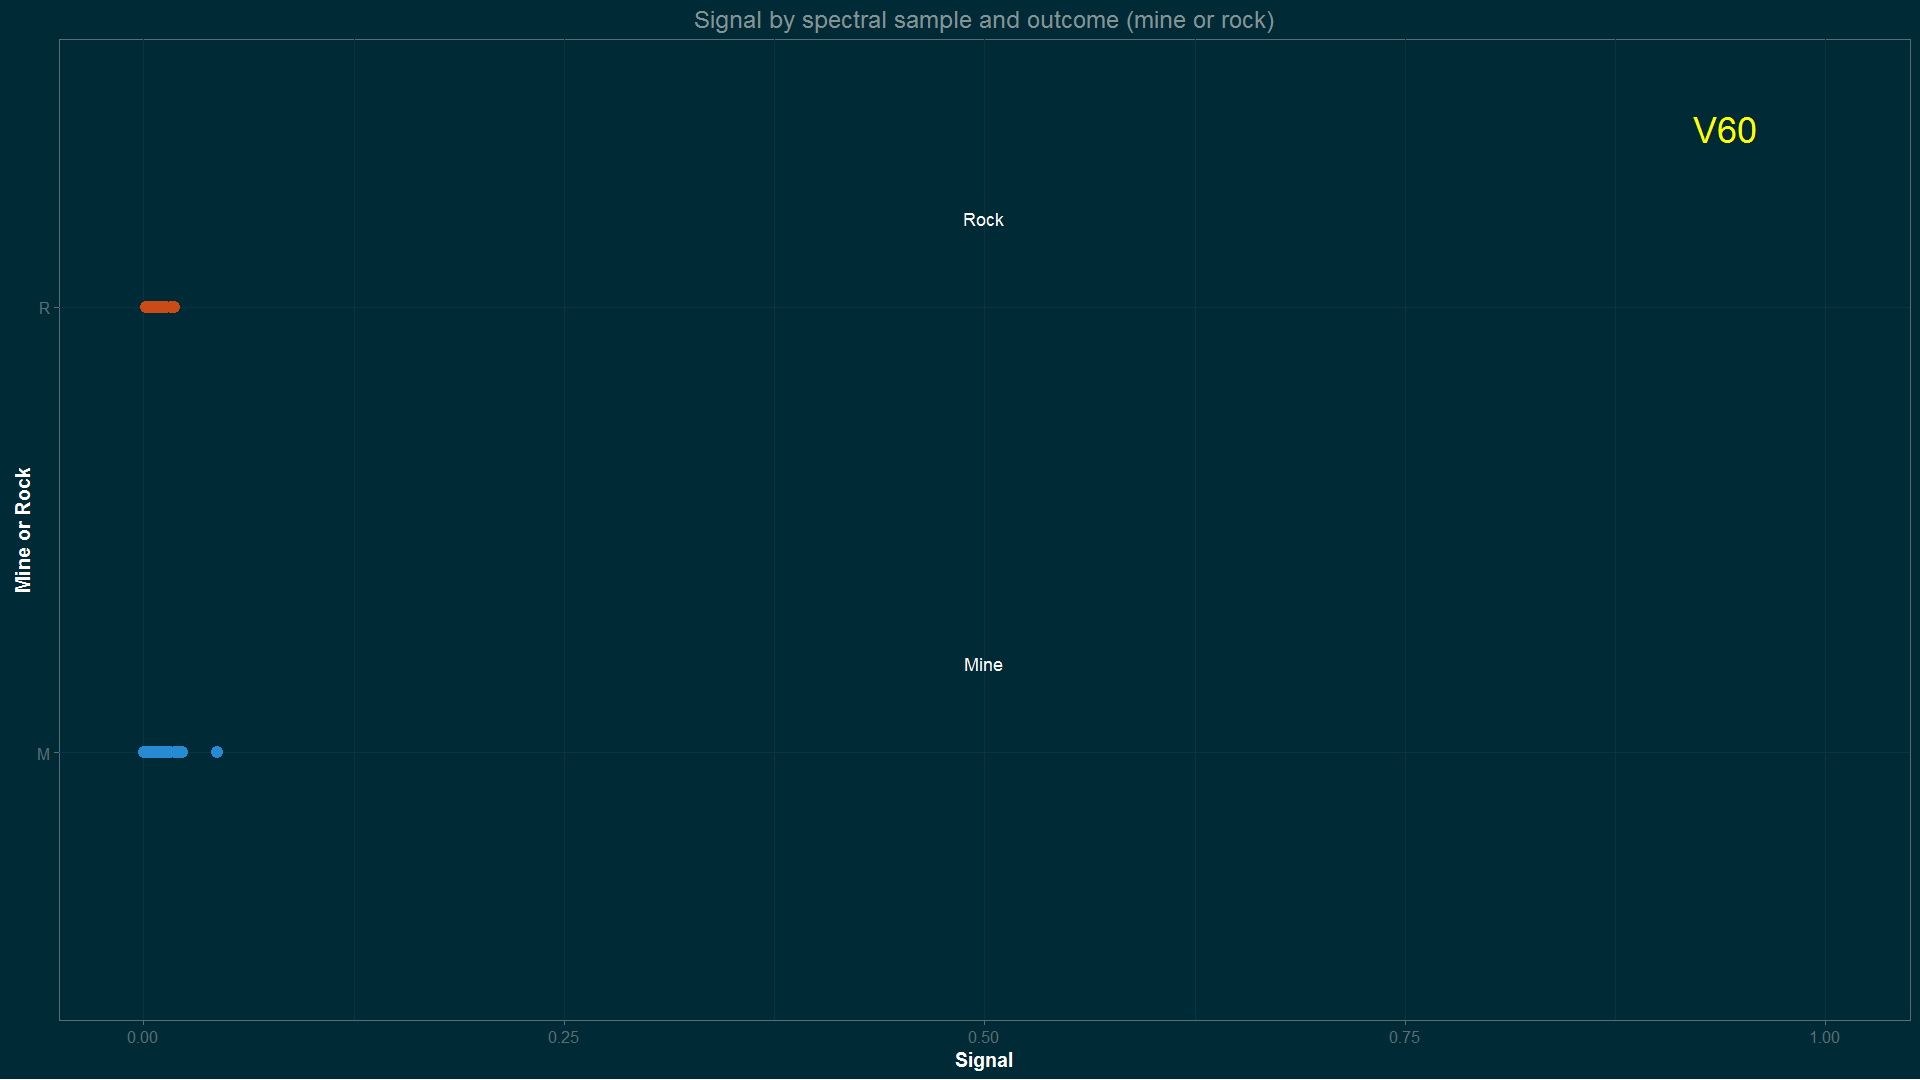 Signal by spectral sample and outcome (mine or rock)
V60
Rock
R
Mine or Rock
Mine
M
0.00 0.25 0.50 0.75 1.00
Signal